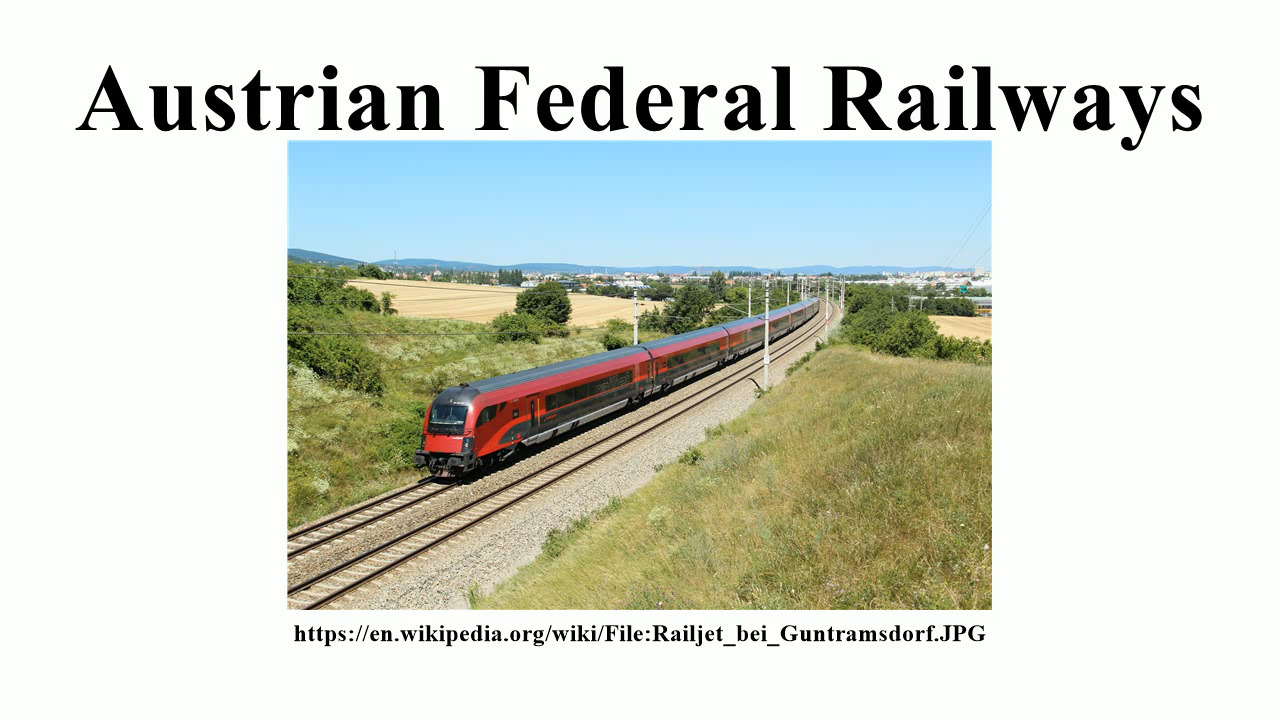 Austrian Federal Railways
https://en.wikipedia.org/wiki/File:Railjet_bei_Guntramsdorf.JPG